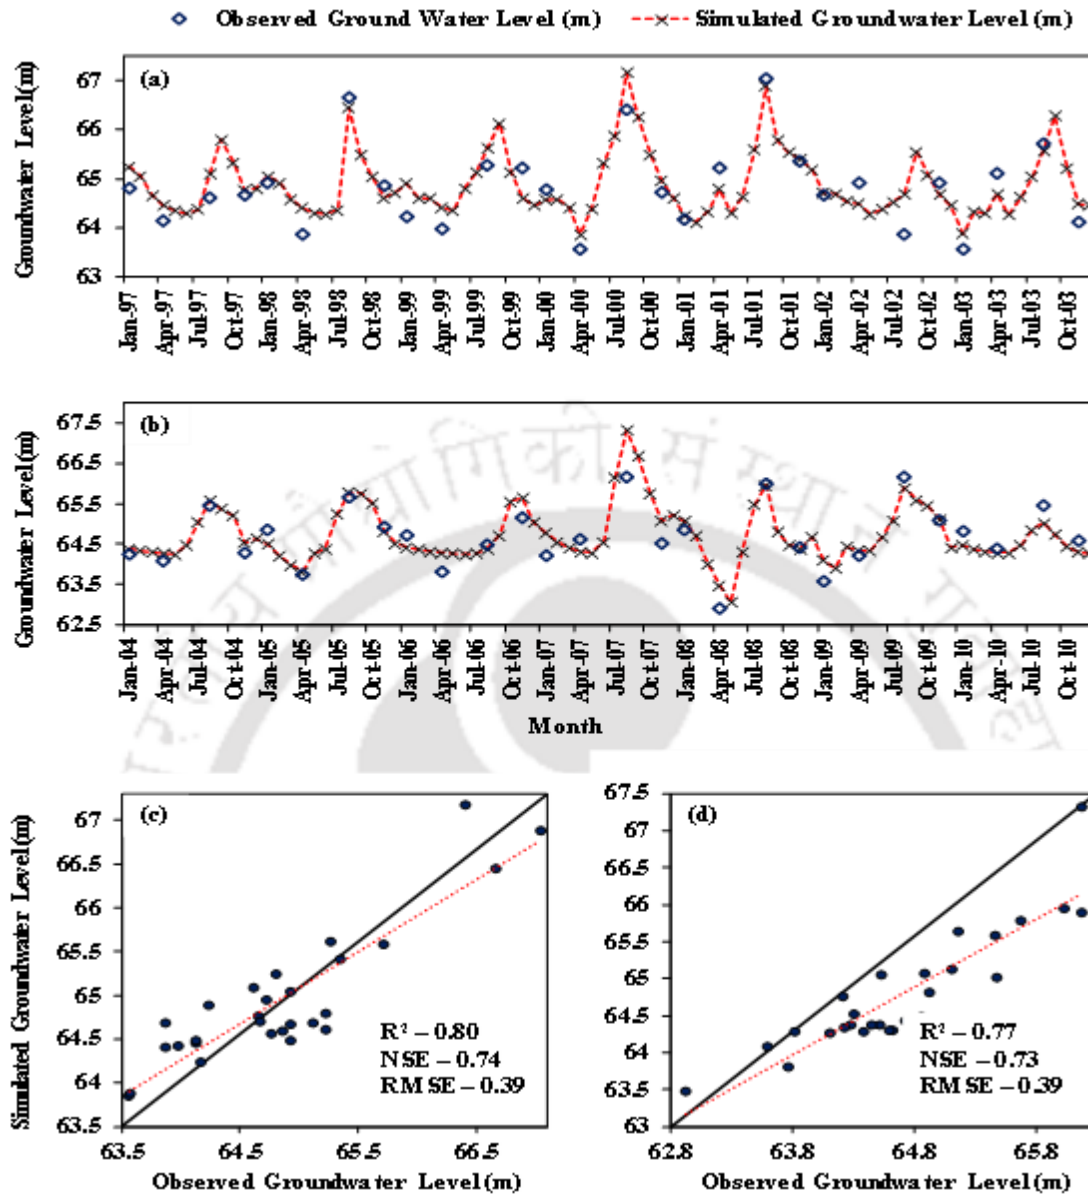 Observed Ground Water Level (m) Simulated Groundwater Level (m)
(a)
Groundwater Level(m)
67
66
65
64
63
Jan-97 Apr-97 Jul-97 Oct-97 Jan-98 Apr-98 Jul-98 Oct-98 Jan-99 Apr-99 Jul-99 Oct-99 Jan-00 Apr-00 Jul-00 Oct-00 Jan-01 Apr-01 Jul-01 Oct-01 Jan-02 Apr-02 Jul-02 Oct-02 Jan-03 Apr-03 Jul-03 Oct-03
(b)
Groundwater Level(m)
67.5
66.5
65.5
64.5
63.5
62.5
Jan-04 Apr-04 Jul-04 Oct-04 Jan-05 Apr-05 Jul-05 Oct-05 Jan-06 Apr-06 Jul-06 Oct-06 Jan-07 Apr-07 Jul-07 Oct-07 Jan-08 Apr-08 Jul-08 Oct-08 Jan-09 Apr-09 Jul-09 Oct-09 Jan-10 Apr-10 Jul-10 Oct-10
Month
(c)
Simulated Groundwater Level(m)
67
66.5
66
65.5
65
64.5
64
63.5
R² – 0.80
NSE – 0.74
RMSE – 0.39
63.5 64.5 65.5 66.5
Observed Groundwater Level (m)
(d)
67.5
67
66.5
66
65.5
65
64.5
64
63.5
63
R² – 0.77
NSE – 0.73
RMSE – 0.39
62.8 63.8 64.8 65.8
Observed Groundwater Level (m)